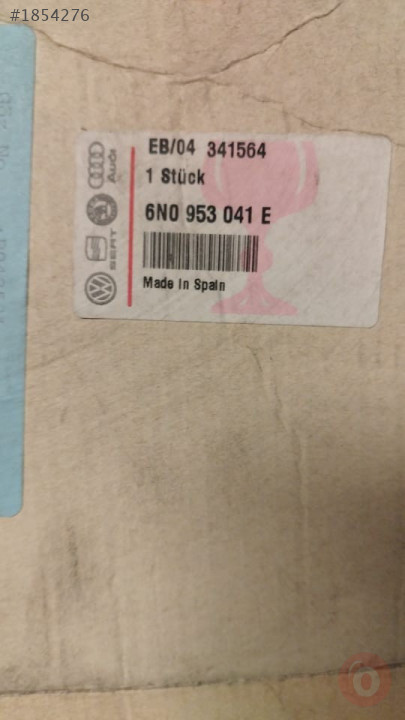 #1854276
EB/04 341564
1 Stück
6N0 953 041 E
Made In Spain
Audi
SEAT